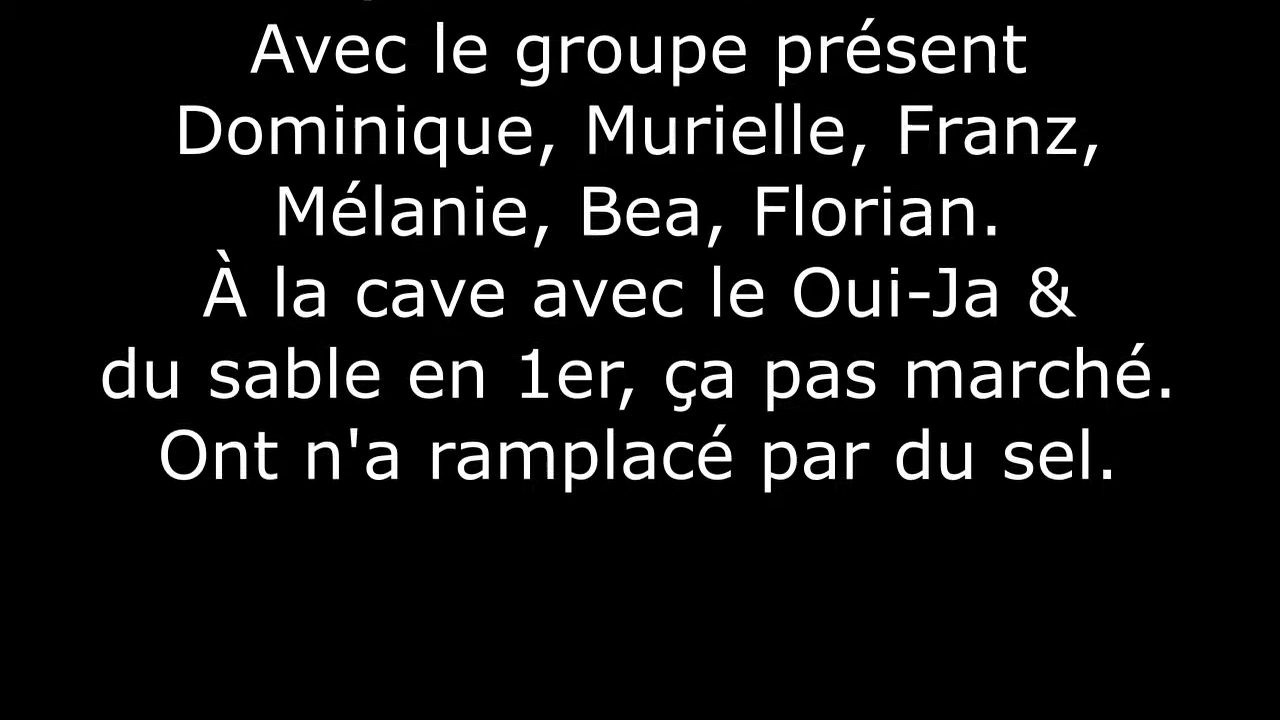 Avec le groupe présent
Dominique, Murielle, Franz,
Mélanie, Bea, Florian.
À la cave avec le Oui-Ja &
du sable en 1er, ça pas marché.
Ont n'a ramplacé par du sel.